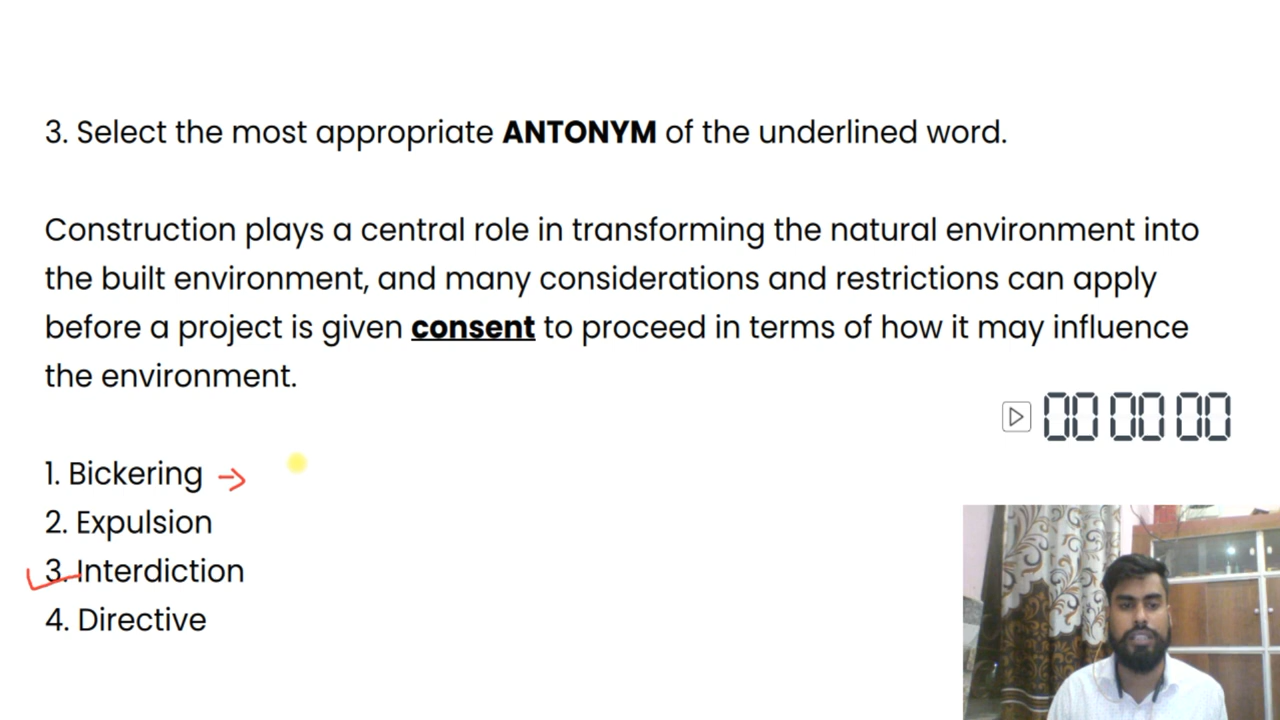 3. Select the most appropriate ANTONYM of the underlined word.
Construction plays a central role in transforming the natural environment into
the built environment, and many considerations and restrictions can apply
before a project is given consent to proceed in terms of how it may influence
the environment.
00 00 00
1. Bickering →
2. Expulsion
3. Interdiction
4. Directive